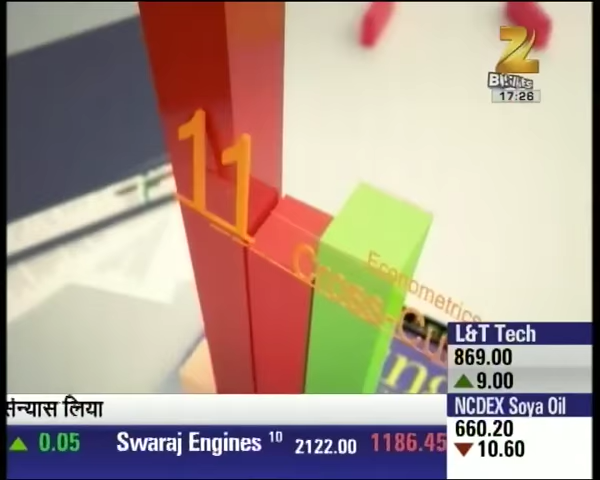 Z
17:26
11
Econometrics
Cross-Cu
L&T Tech
869.00
9.00
NCDEX Soya Oil
660.20
10.60
संन्यास लिया
0.05 Swaraj Engines 10 2122.00 1186.45